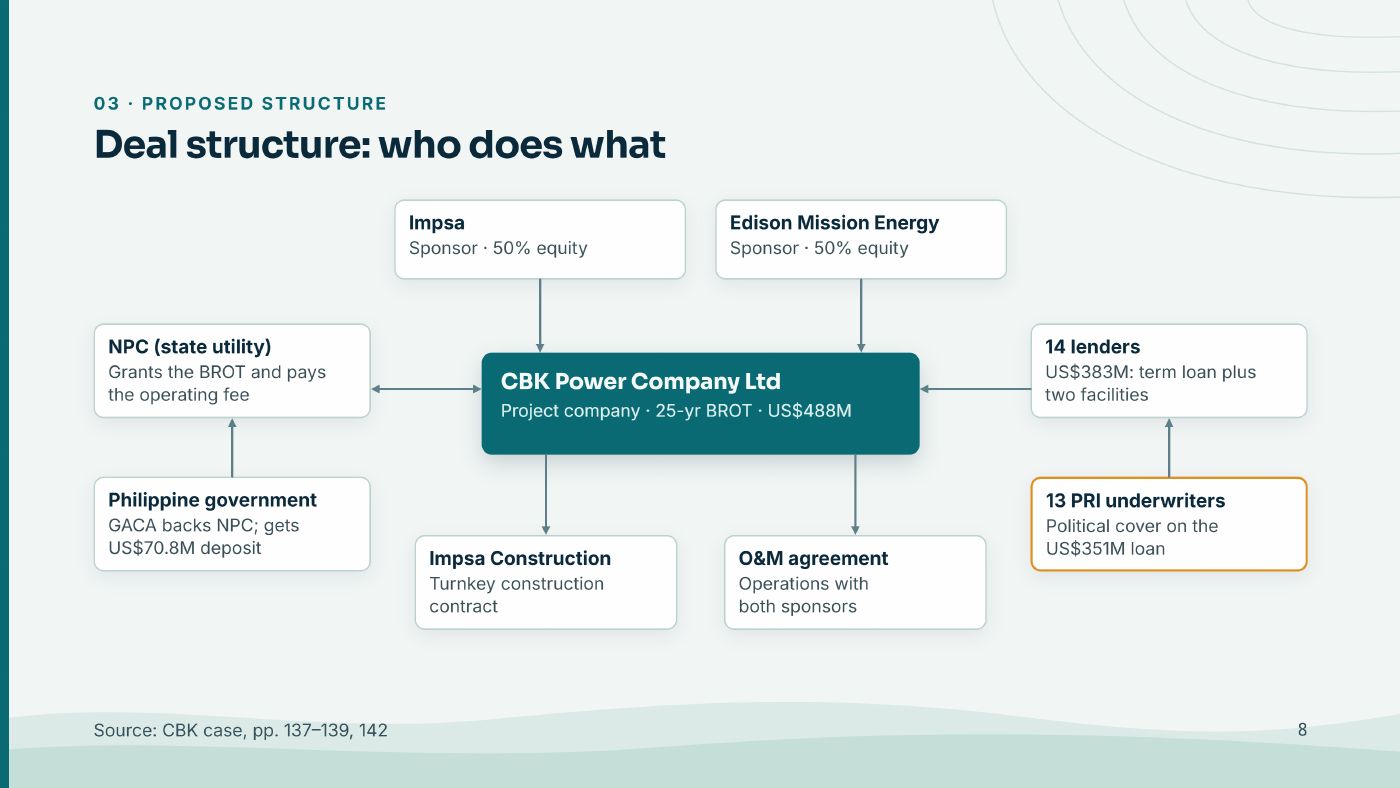 03 · PROPOSED STRUCTURE
Deal structure: who does what
Impsa
Sponsor · 50% equity
Edison Mission Energy
Sponsor · 50% equity
NPC (state utility)
Grants the BROT and pays
the operating fee
CBK Power Company Ltd
Project company · 25-yr BROT · US$488M
14 lenders
US$383M: term loan plus
two facilities
Philippine government
GACA backs NPC; gets
US$70.8M deposit
Impsa Construction
Turnkey construction
contract
O&M agreement
Operations with
both sponsors
13 PRI underwriters
Political cover on the
US$351M loan
Source: CBK case, pp. 137–139, 142
8